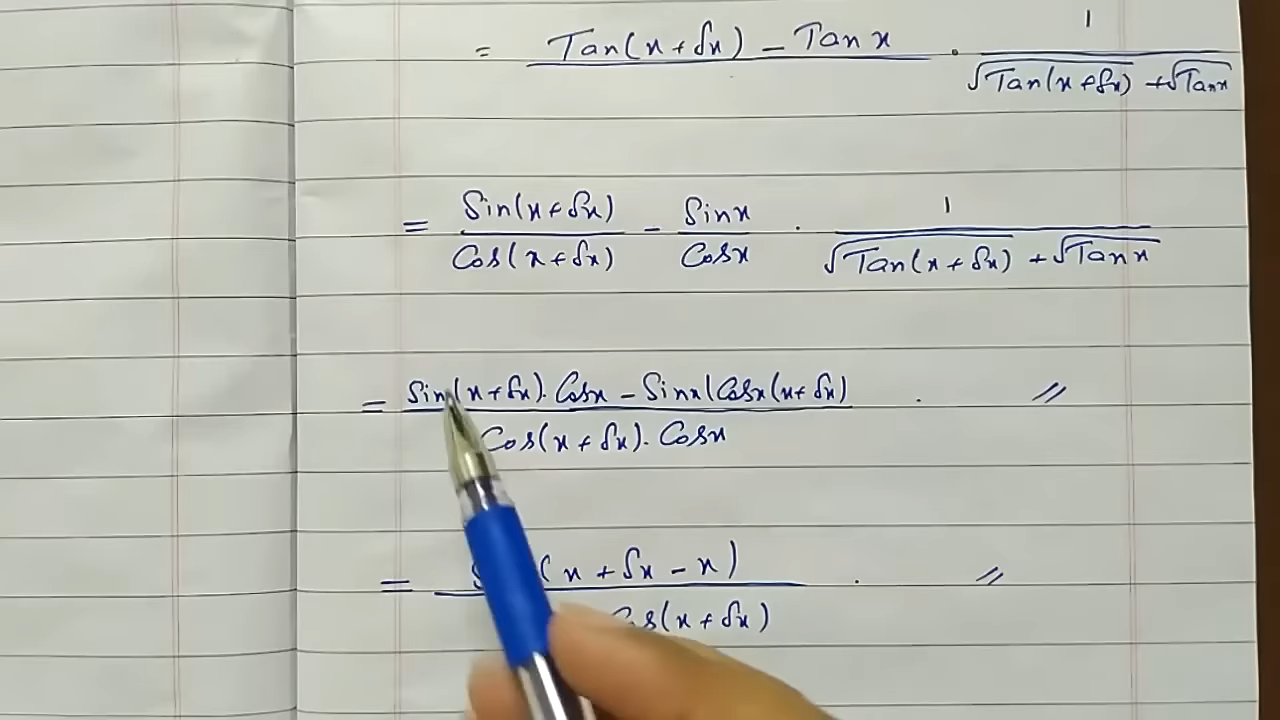 = Tan(x + δx) - Tan x / . 1 / √Tan(x + δx) + √Tan x
= Sin(x + δx) / Cos(x + δx) - Sin x / Cos x . 1 / √Tan(x + δx) + √Tan x
= Sin(x + δx). Cos x - Sin x (Cos x (x + δx) / Cos(x + δx). Cos x . //
= (x + δx - x) / (x + δx) . //